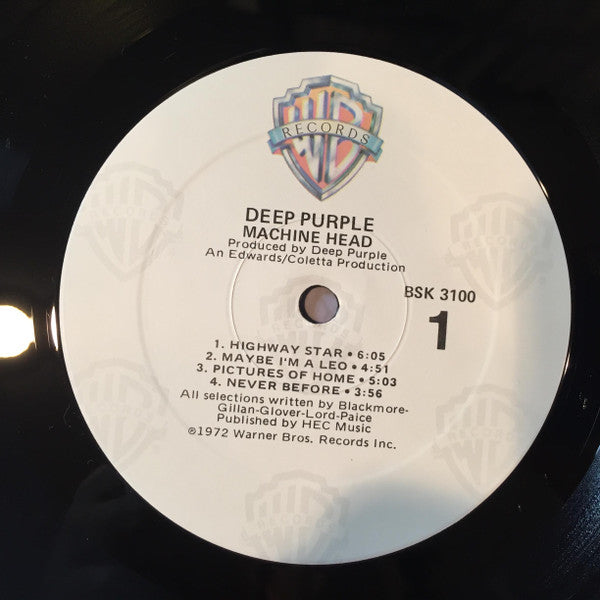 WB
RECORDS
DEEP PURPLE
MACHINE HEAD
Produced by Deep Purple
An Edwards/Coletta Production
BSK 3100
1
1. HIGHWAY STAR • 6:05
2. MAYBE I'M A LEO • 4:51
3. PICTURES OF HOME • 5:03
4. NEVER BEFORE • 3:56
All selections written by Blackmore-
Gillan-Glover-Lord-Paice
Published by HEC Music
℗1972 Warner Bros. Records Inc.